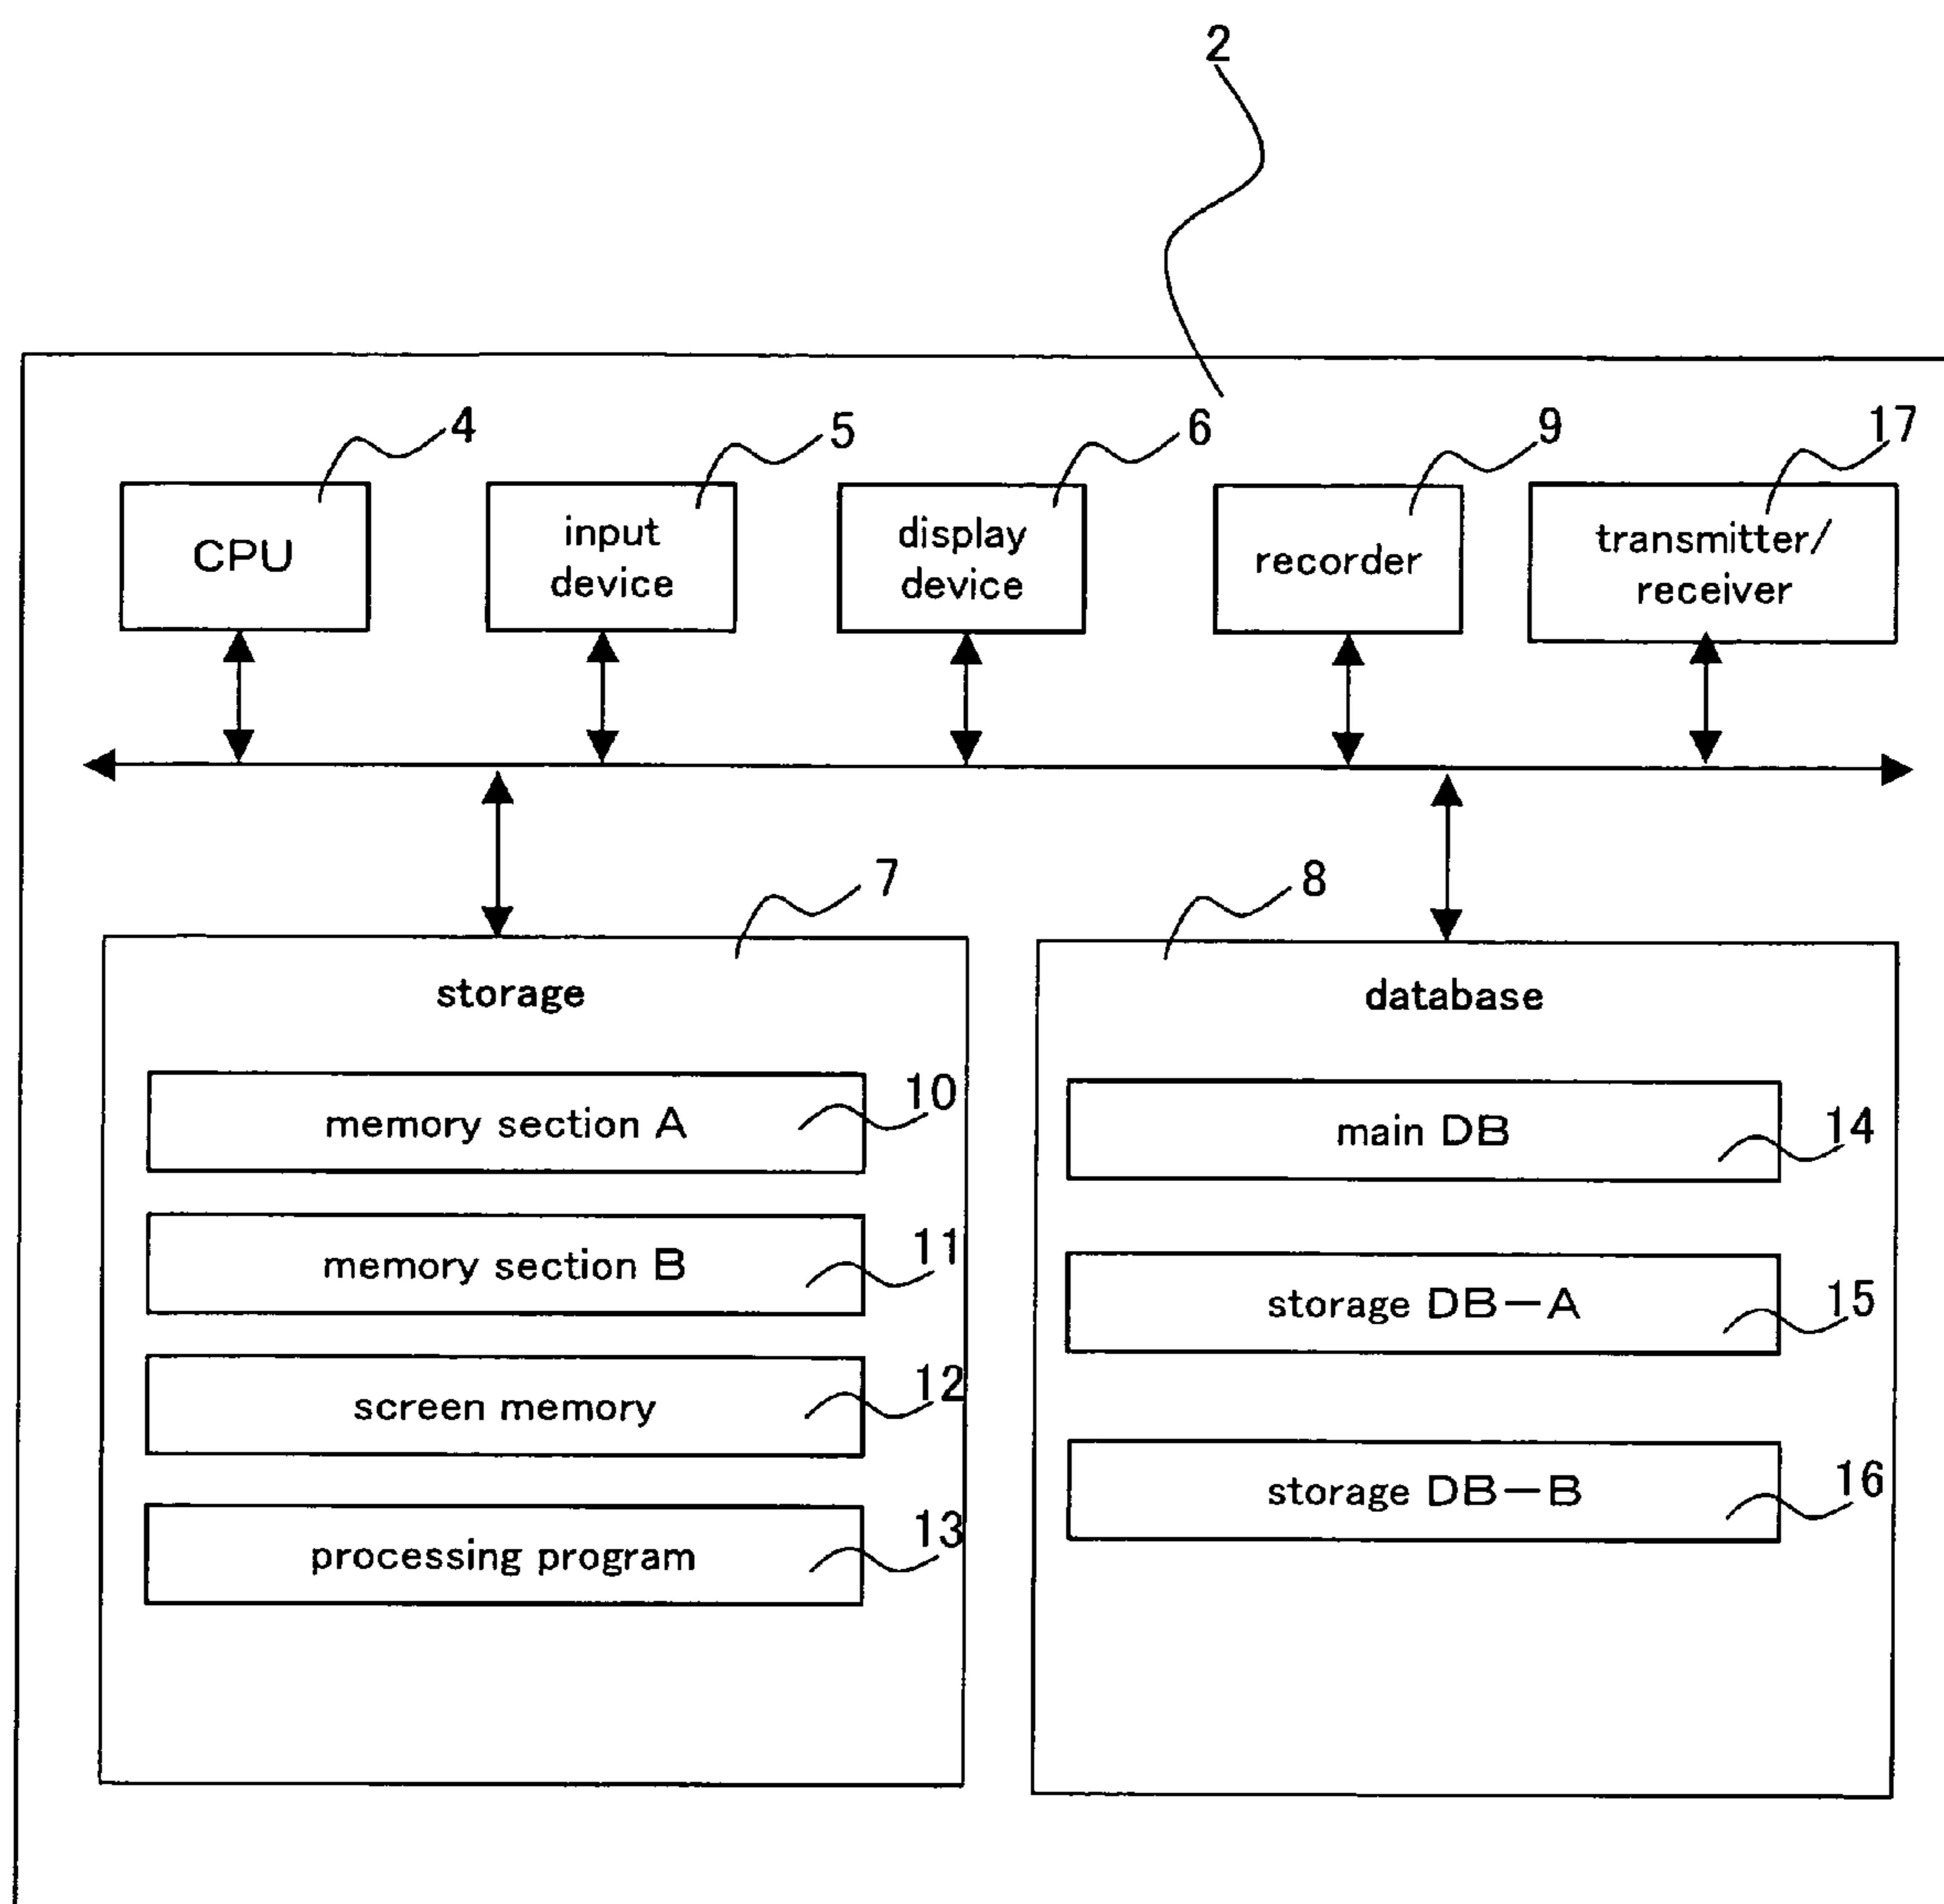 2
4
5
6
9
17
CPU
input
device
display
device
recorder
transmitter/
receiver
7
8
storage
database
memory section A
10
main DB
14
memory section B
11
storage DB-A
15
screen memory
12
storage DB-B
16
processing program
13